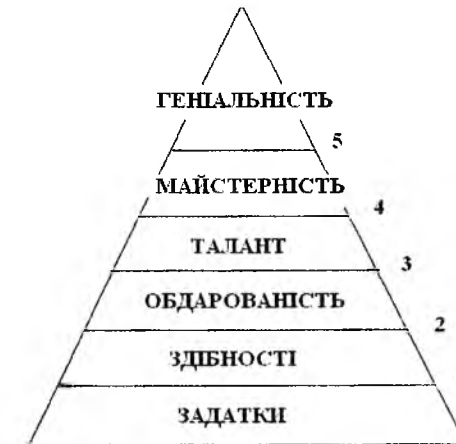 ГЕНІАЛЬНІСТЬ
5
МАЙСТЕРНІСТЬ
4
ТАЛАНТ
3
ОБДАРОВАНІСТЬ
2
ЗДІБНОСТІ
ЗАДАТКИ